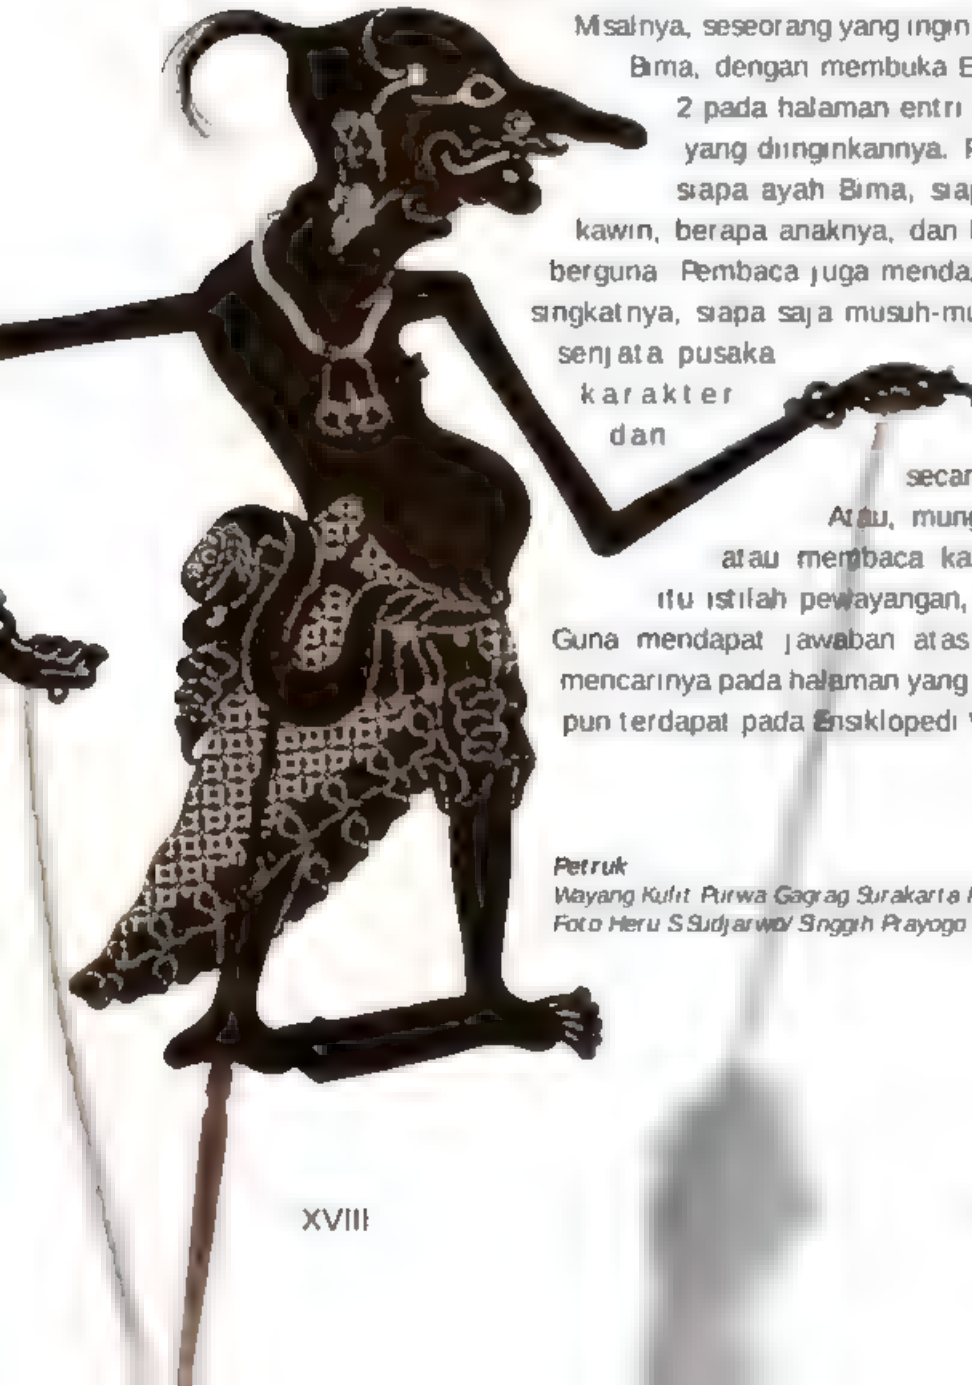 Misalnya, seseorang yang ingin
Bima, dengan membuka E
2 pada halaman entri
yang diinginkannya. P
siapa ayah Bima, siap
kawin, berapa anaknya, dan
berguna Pembaca juga menda
singkatnya, siapa saja musuh-mu
senjata pusaka
karakter
dan
secar
Atau, mung
atau membaca ka
itu istilah pewayangan,
Guna mendapat jawaban atas
mencarinya pada halaman yang
pun terdapat pada Ensiklopedi
Petruk
Wayang Kulit Purwa Gagrag Surakarta
Foto Heru S Sudjarwo/ Singgih Prayogo
XVIII